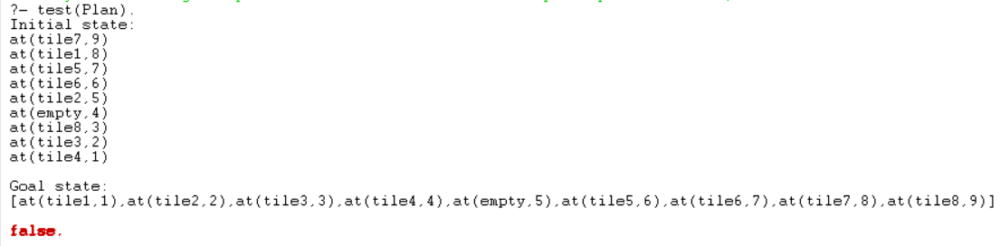 ?- test(Plan).
Initial state:
at(tile7,9)
at(tile1,8)
at(tile5,7)
at(tile6,6)
at(tile2,5)
at(empty,4)
at(tile8,3)
at(tile3,2)
at(tile4,1)
Goal state:
[at(tile1,1),at(tile2,2),at(tile3,3),at(tile4,4),at(empty,5),at(tile5,6),at(tile6,7),at(tile7,8),at(tile8,9)]
false.